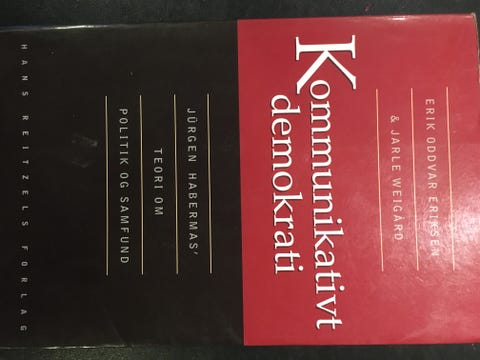 ERIK ODDVAR ERIKSEN
& JARLE WEIGÅRD
Kommunikativt
demokrati
JÜRGEN HABERMAS'
TEORI OM
POLITIK OG SAMFUND
HANS REITZELS FORLAG